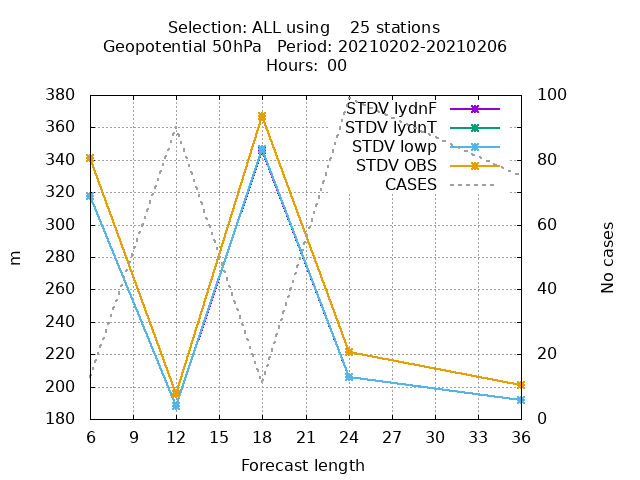 Selection: ALL using    25 stations
Geopotential 50hPa   Period: 20210202-20210206
Hours: 00
380 100
STDV lydnF
360
STDV lydnT
STDV lowp
340 80
STDV OBS
CASES
320
300 60
280
m
No cases
260 40
240
220 20
200
180 0
6 9 12 15 18 21 24 27 30 33 36
Forecast length